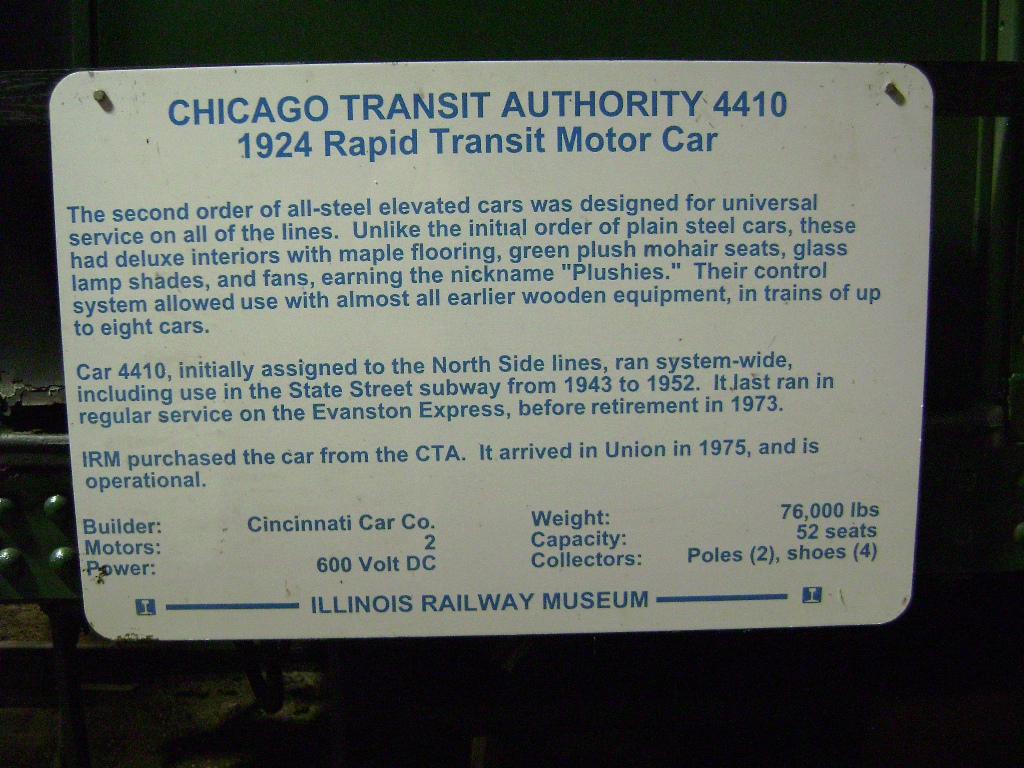 CHICAGO TRANSIT AUTHORITY 4410
1924 Rapid Transit Motor Car
The second order of all-steel elevated cars was designed for universal
service on all of the lines.  Unlike the initial order of plain steel cars, these
had deluxe interiors with maple flooring, green plush mohair seats, glass
lamp shades, and fans, earning the nickname "Plushies."  Their control
system allowed use with almost all earlier wooden equipment, in trains of up
to eight cars.
Car 4410, initially assigned to the North Side lines, ran system-wide,
including use in the State Street subway from 1943 to 1952.  It last ran in
regular service on the Evanston Express, before retirement in 1973.
IRM purchased the car from the CTA.  It arrived in Union in 1975, and is
operational.
Builder: Cincinnati Car Co. Weight: 76,000 lbs
Motors: 2 Capacity: 52 seats
Power: 600 Volt DC Collectors: Poles (2), shoes (4)
I ILLINOIS RAILWAY MUSEUM I